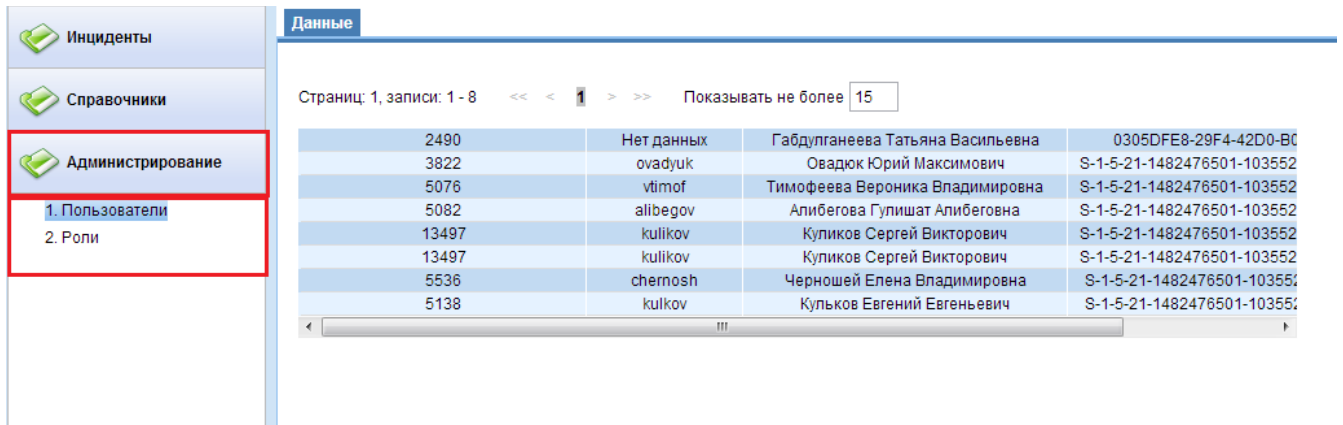 Инциденты
Справочники
Администрирование
1. Пользователи
2. Роли
Данные
Страниц: 1, записи: 1 - 8 << < 1 > >> Показывать не более 15
2490 Нет данных Габдулганеева Татьяна Васильевна 0305DFE8-29F4-42D0-B0
3822 ovadyuk Овадюк Юрий Максимович S-1-5-21-1482476501-103552
5076 vtimof Тимофеева Вероника Владимировна S-1-5-21-1482476501-103552
5082 alibegov Алибегова Гулишат Алибеговна S-1-5-21-1482476501-103552
13497 kulikov Куликов Сергей Викторович S-1-5-21-1482476501-103552
13497 kulikov Куликов Сергей Викторович S-1-5-21-1482476501-103552
5536 chernosh Черношей Елена Владимировна S-1-5-21-1482476501-103552
5138 kulkov Кульков Евгений Евгеньевич S-1-5-21-1482476501-103552